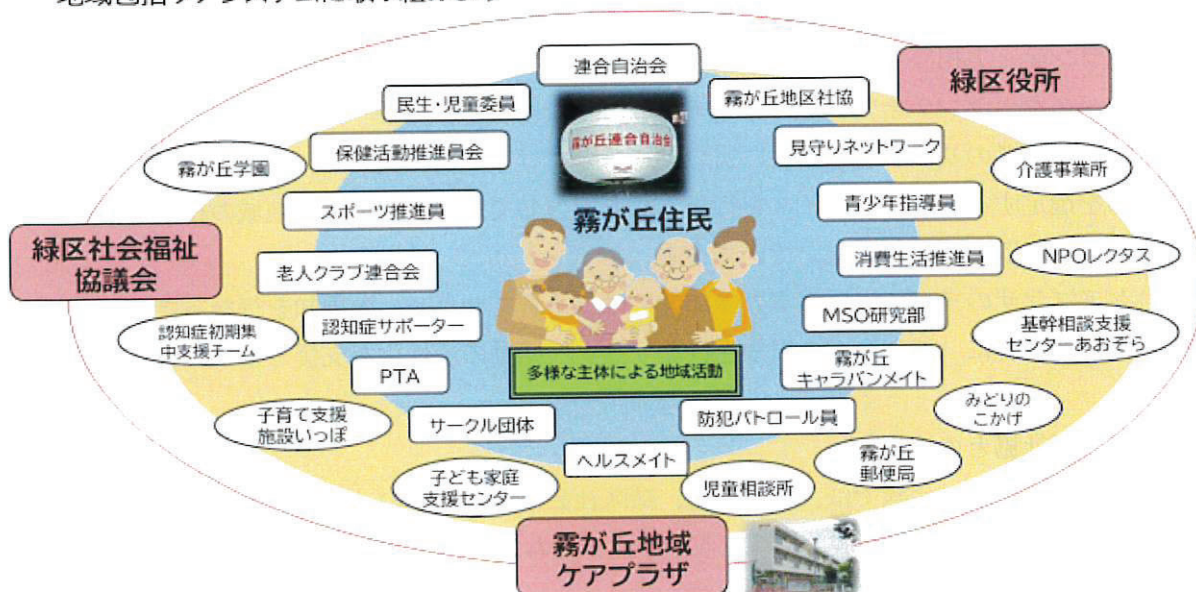 連合自治会
緑区役所
民生・児童委員
霧が丘地区社協
霧が丘連合自治会
保健活動推進員会
見守りネットワーク
霧が丘学園
介護事業所
スポーツ推進員
霧が丘住民
青少年指導員
緑区社会福祉
協議会
老人クラブ連合会
消費生活推進員
NPOレクタス
認知症初期集
中支援チーム
認知症サポーター
MSO研究部
基幹相談支援
センターあおぞら
PTA
多様な主体による地域活動
霧が丘
キャラバンメイト
子育て支援
施設いっぽ
サークル団体
防犯パトロール員
みどりの
こかげ
ヘルスメイト
霧が丘
郵便局
子ども家庭
支援センター
児童相談所
霧が丘地域
ケアプラザ